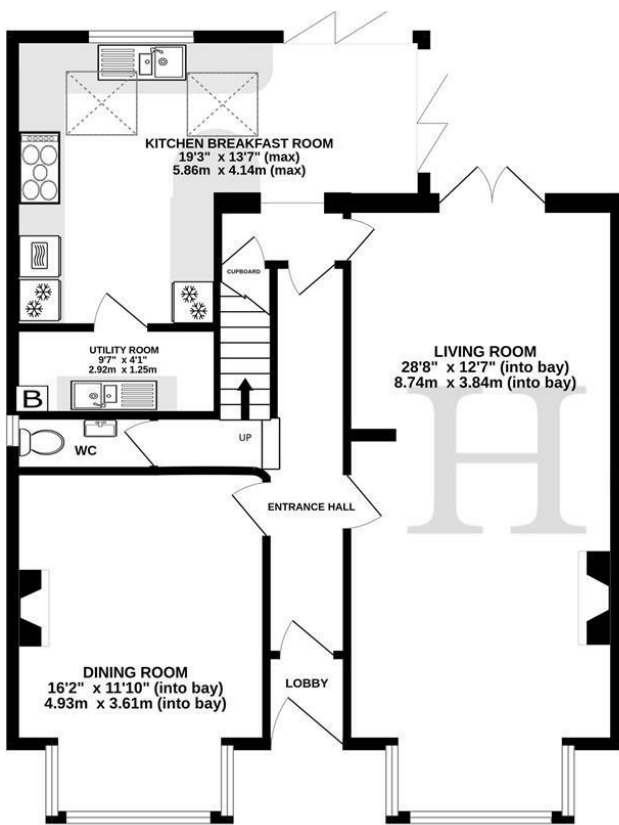 KITCHEN BREAKFAST ROOM
19'3" x 13'7" (max)
5.86m x 4.14m (max)
CUPBOARD
UTILITY ROOM
9'7" x 4'1"
2.92m x 1.25m
B
LIVING ROOM
28'8" x 12'7" (into bay)
8.74m x 3.84m (into bay)
H
WC
UP
ENTRANCE HALL
DINING ROOM
16'2" x 11'10" (into bay)
4.93m x 3.61m (into bay)
LOBBY